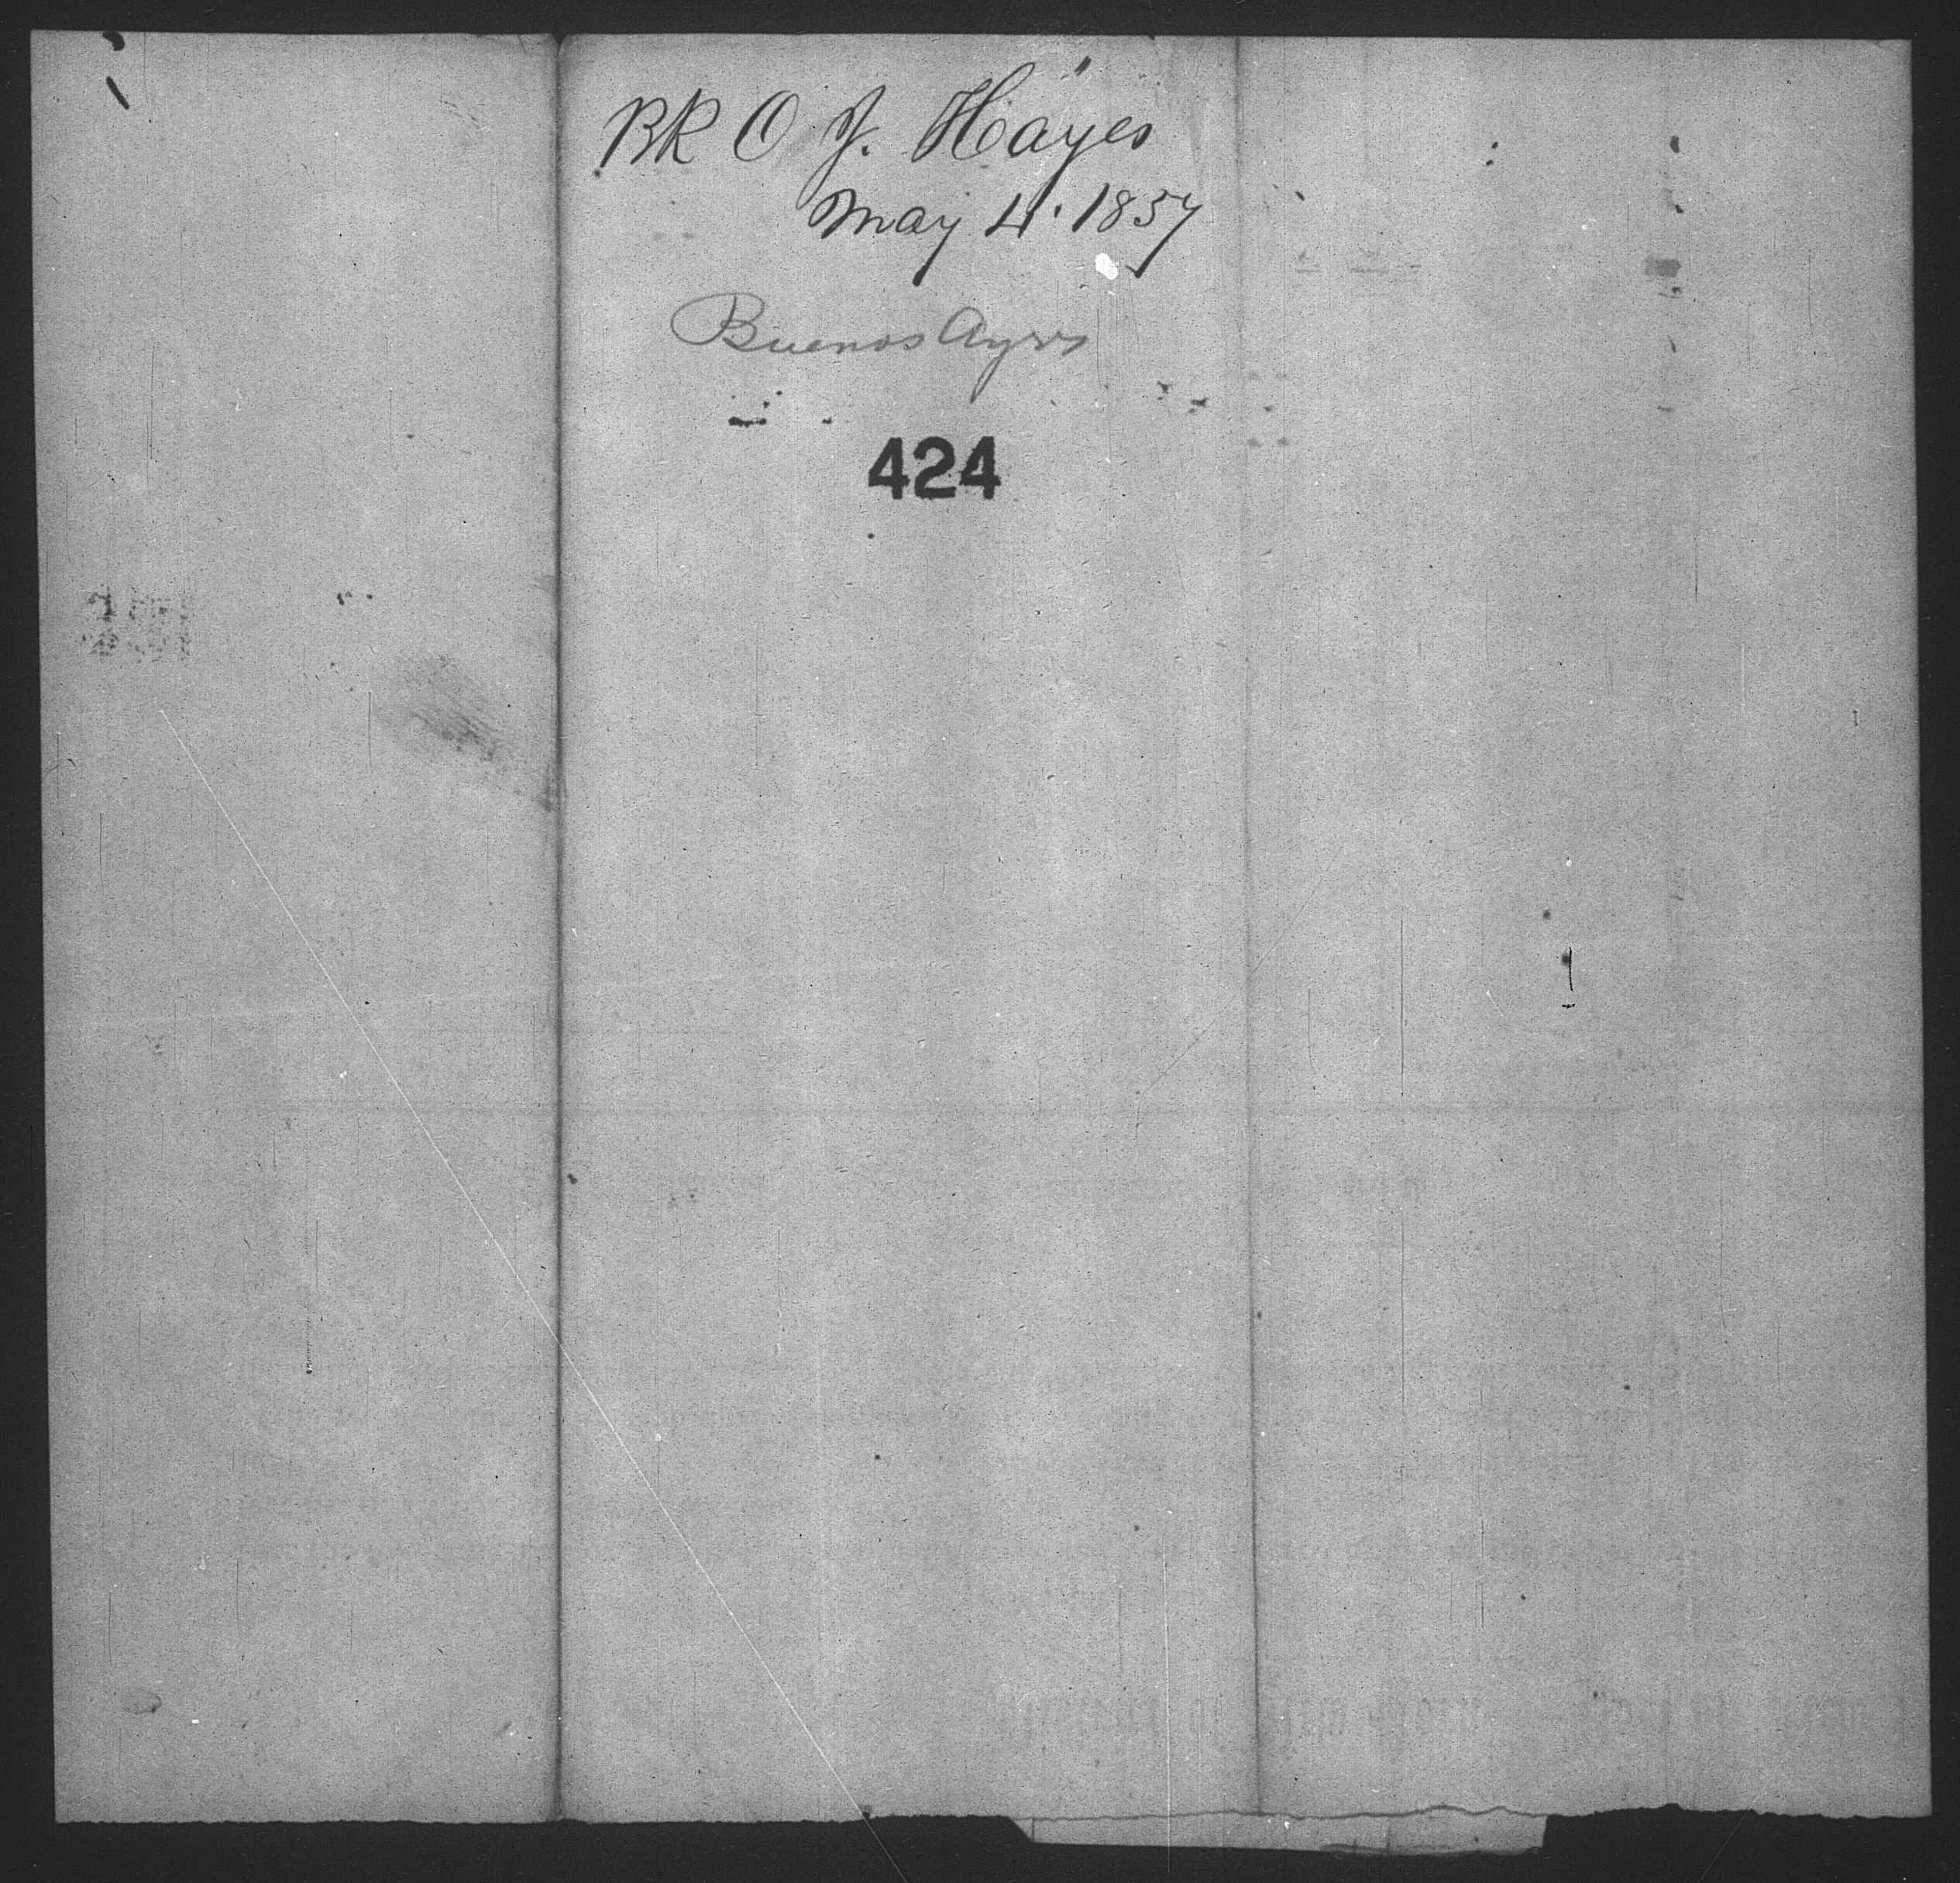 BK O J. Hayes
May 4. 1857
Buenos Ayres
424